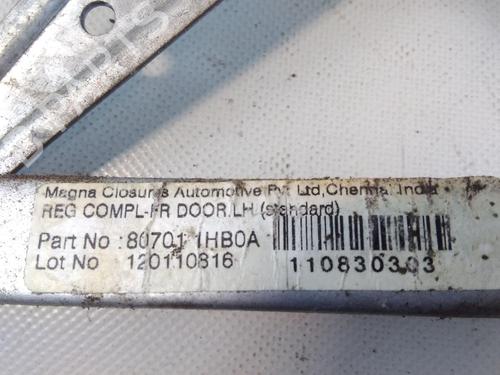 Magna Closures Automotive Pvt Ltd,Chennai India
REG COMPL-FR DOOR.LH (standard)
Part No :80701 1HB0A
Lot No 120110816
110830303